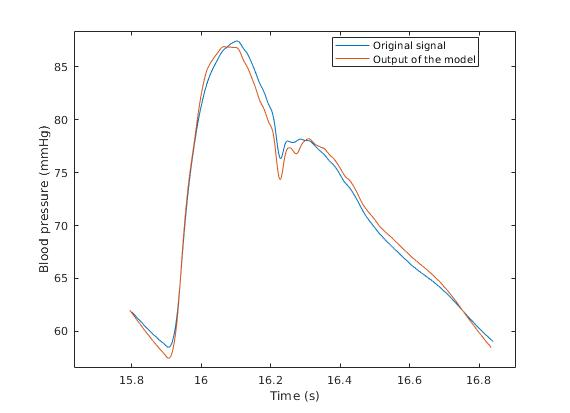 Original signal
Output of the model
85
80
75
70
65
60
Blood pressure (mmHg)
15.8 16 16.2 16.4 16.6 16.8
Time (s)